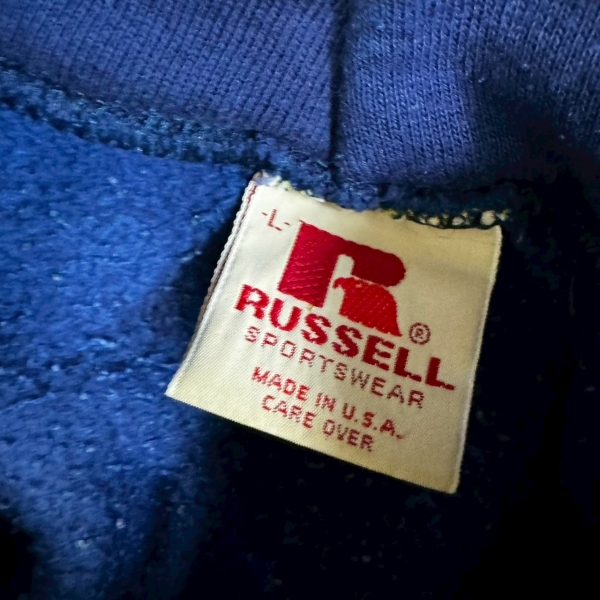 -L-
RUSSELL®
SPORTSWEAR
MADE IN U.S.A.
CARE OVER